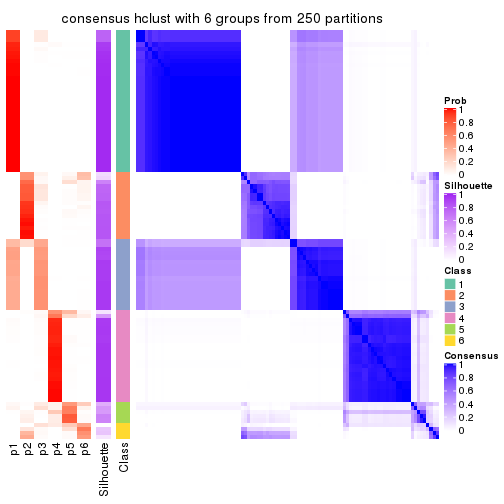 consensus hclust with 6 groups from 250 partitions
Prob
1
0.8
0.6
0.4
0.2
0
Silhouette
1
0.8
0.6
0.4
0.2
0
Class
1
2
3
4
5
6
Consensus
1
0.8
0.6
0.4
0.2
0
p1
p2
p3
p4
p5
p6
Silhouette
Class